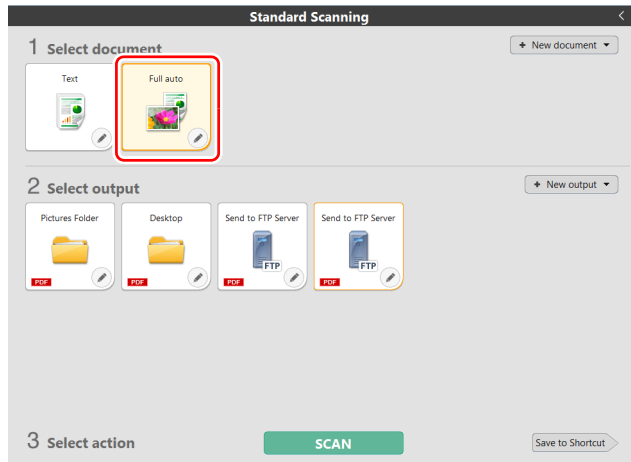 Standard Scanning
1 Select document
+ New document
Text
Full auto
2 Select output
+ New output
Pictures Folder
Desktop
Send to FTP Server
Send to FTP Server
FTP
FTP
PDF
PDF
PDF
PDF
3 Select action
SCAN
Save to Shortcut